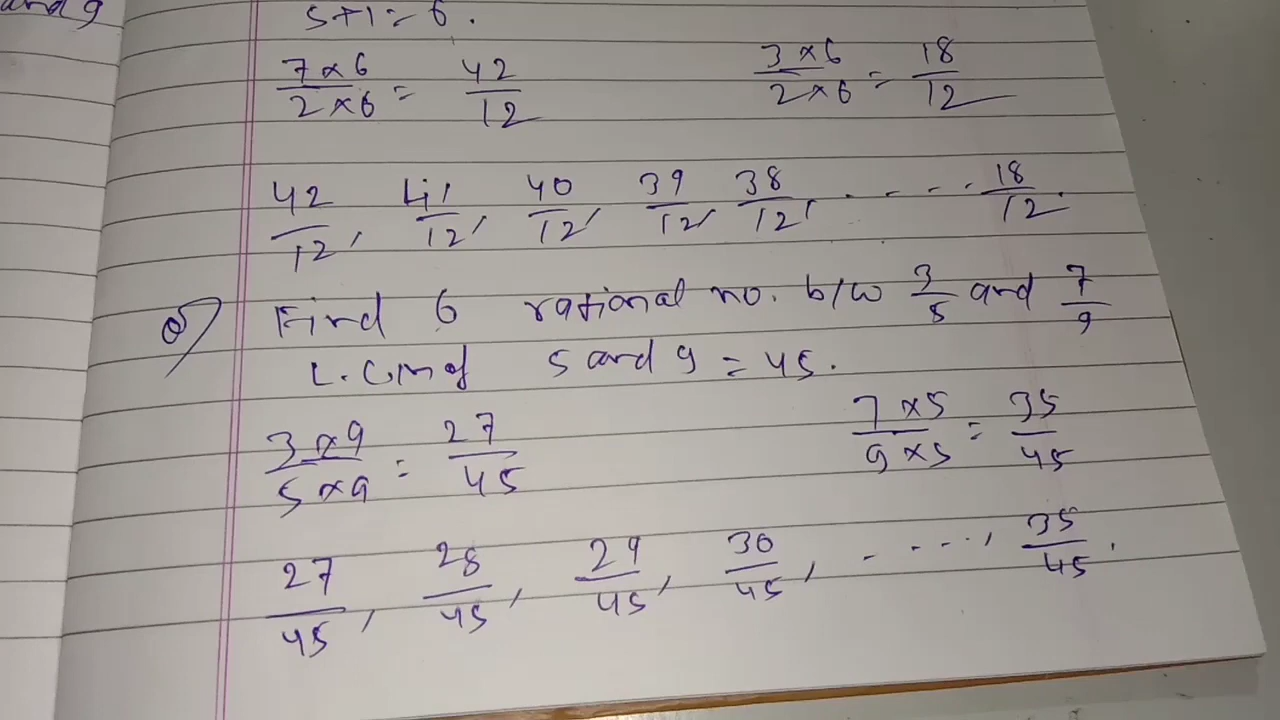 and 9
5+1=6.
7×6/2×6 = 42/12 3×6/2×6 = 18/12
42/12, 41/12, 40/12, 39/12, 38/12, . - - - . 18/12.
Q) Find 6 rational no. b/w 3/5 and 7/9
L.C.M of 5 and 9 = 45.
3×9/5×9 = 27/45 7×5/9×5 = 35/45
27/45, 28/45, 29/45, 30/45, - - - - , 35/45.